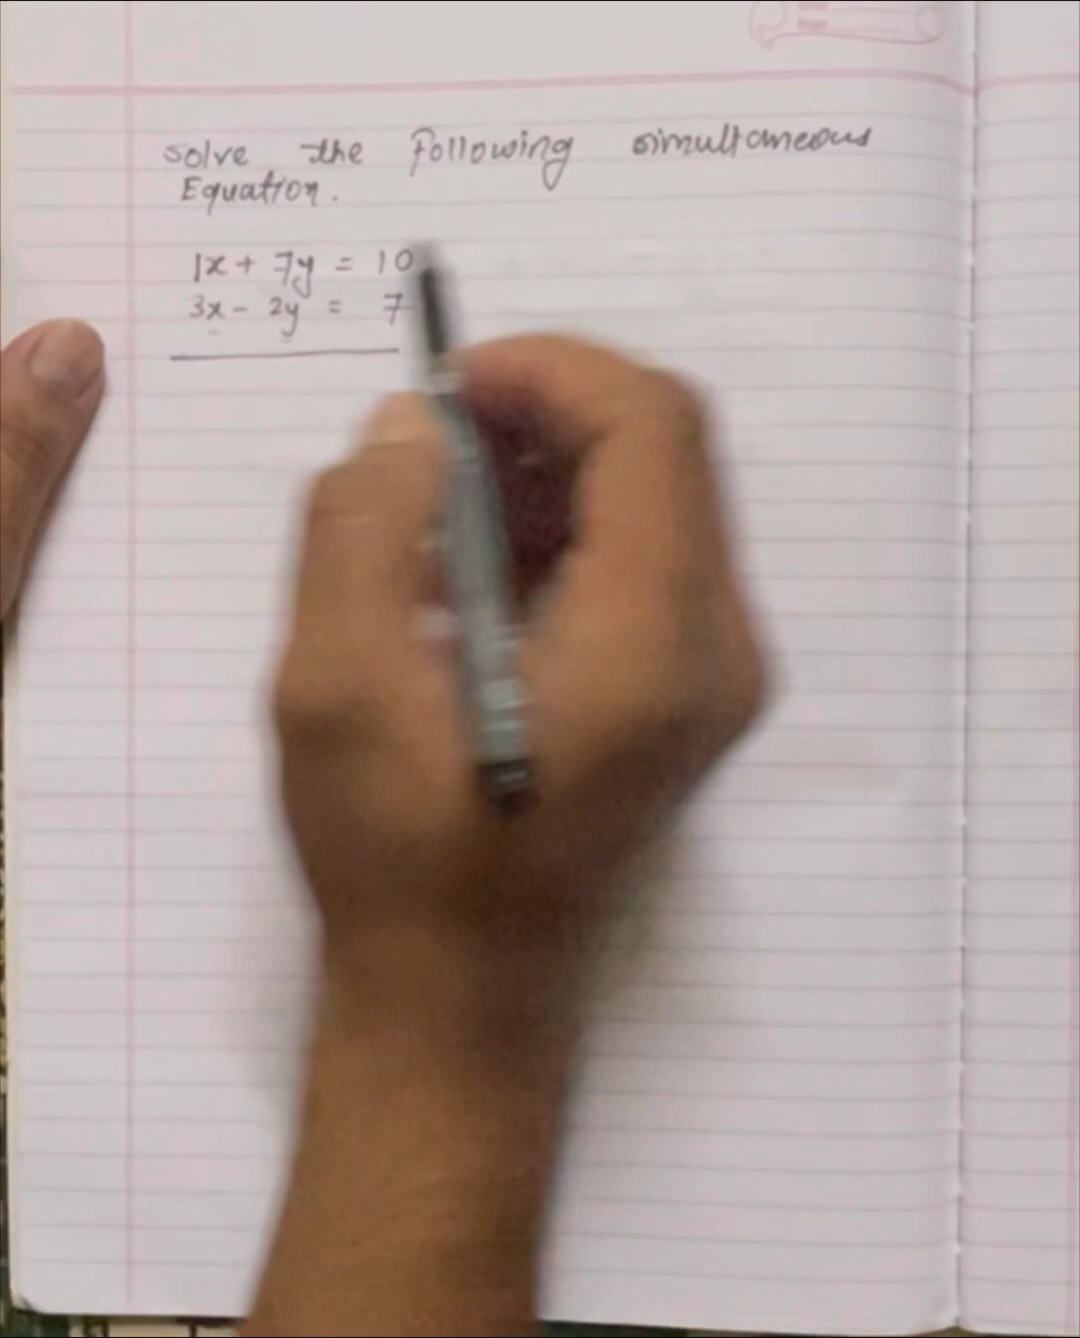 solve the following simultaneous
Equation.
1x + 7y = 10
3x - 2y = 7